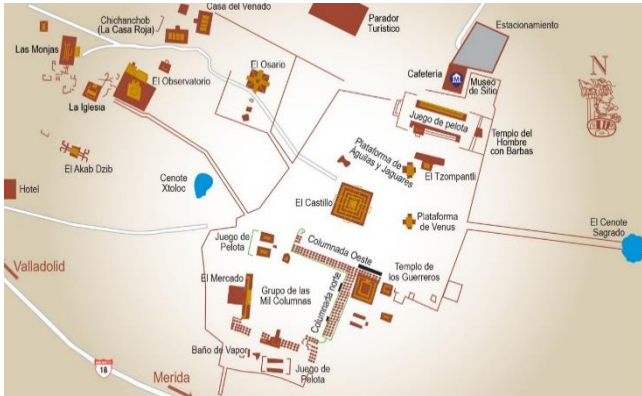 Casa del Venado
Chichanchob
(La Casa Roja)
Parador
Turístico
Estacionamiento
Las Monjas
El Observatorio
El Osario
Cafetería
M
Museo
de Sitio
N
La Iglesia
Juego de pelota
Templo del
Hombre
con Barbas
Plataforma de
Águilas y Jaguares
El Tzompantli
El Akab Dzib
Hotel
Cenote
Xtoloc
El Castillo
Plataforma
de Venus
El Cenote
Sagrado
Juego de
Pelota
Columnada Oeste
Valladolid
El Mercado
Grupo de las
Mil Columnas
Columnada norte
Templo de
los Guerreros
Baño de Vapor
Juego de
Pelota
18
Merida